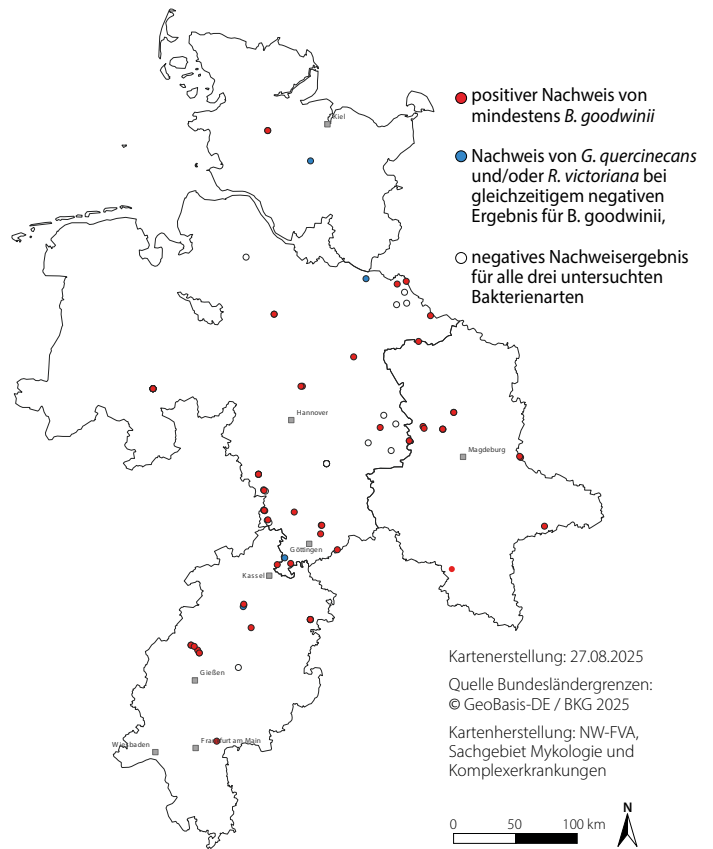 Kiel
positiver Nachweis von
mindestens B. goodwinii
Nachweis von G. quercinecans
und/oder R. victoriana bei
gleichzeitigem negativen
Ergebnis für B. goodwinii,
negatives Nachweisergebnis
für alle drei untersuchten
Bakterienarten
Hannover
Magdeburg
Göttingen
Kassel
Gießen
Wiesbaden
Frankfurt am Main
Kartenerstellung: 27.08.2025
Quelle Bundesländergrenzen:
© GeoBasis-DE / BKG 2025
Kartenherstellung: NW-FVA,
Sachgebiet Mykologie und
Komplexerkrankungen
0 50 100 km
N